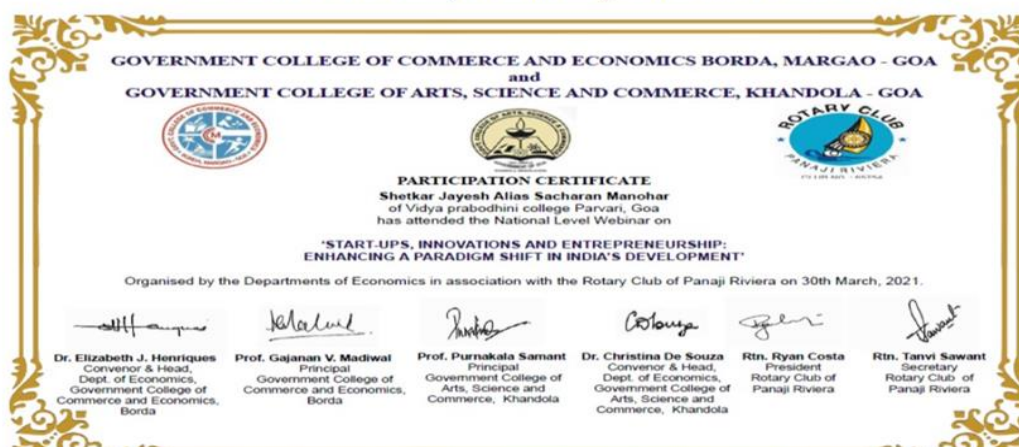 GOVERNMENT COLLEGE OF COMMERCE AND ECONOMICS BORDA, MARGAO - GOA
and
GOVERNMENT COLLEGE OF ARTS, SCIENCE AND COMMERCE, KHANDOLA - GOA
ROTARY CLUB
PANAJI RIVIERA
PARTICIPATION CERTIFICATE
Shetkar Jayesh Alias Sacharan Manohar
of Vidya prabodhini college Parvari, Goa
has attended the National Level Webinar on
'START-UPS, INNOVATIONS AND ENTREPRENEURSHIP:
ENHANCING A PARADIGM SHIFT IN INDIA'S DEVELOPMENT'
Organised by the Departments of Economics in association with the Rotary Club of Panaji Riviera on 30th March, 2021.
Dr. Elizabeth J. Henriques
Convenor & Head,
Dept. of Economics,
Government College of
Commerce and Economics,
Borda
Prof. Gajanan V. Madiwal
Principal
Government College of
Commerce and Economics,
Borda
Prof. Purnakala Samant
Principal
Government College of
Arts, Science and
Commerce, Khandola
Dr. Christina De Souza
Convenor & Head,
Dept. of Economics,
Government College of
Arts, Science and
Commerce, Khandola
Rtn. Ryan Costa
President
Rotary Club of
Panaji Riviera
Rtn. Tanvi Sawant
Secretary
Rotary Club of
Panaji Riviera